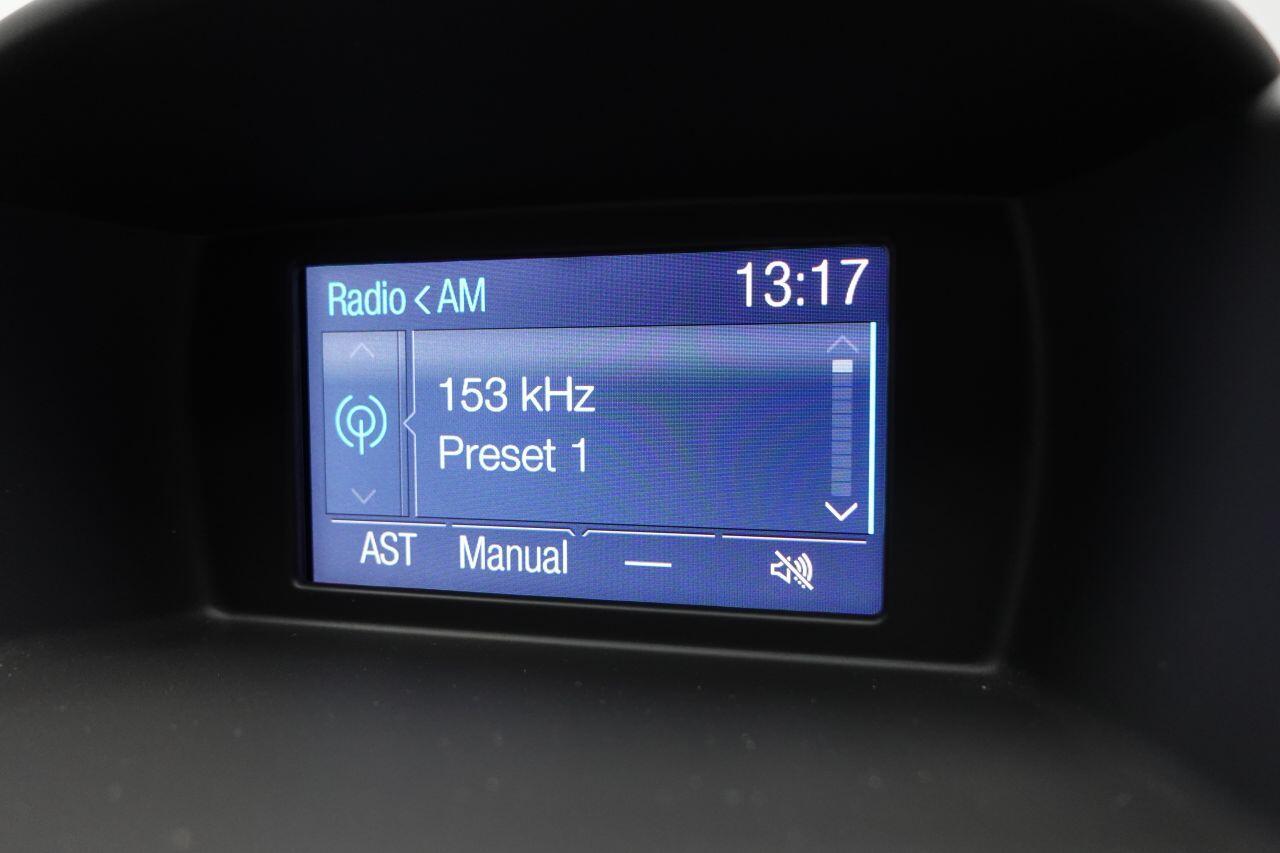 Radio < AM 13:17
153 kHz
Preset 1
AST Manual —